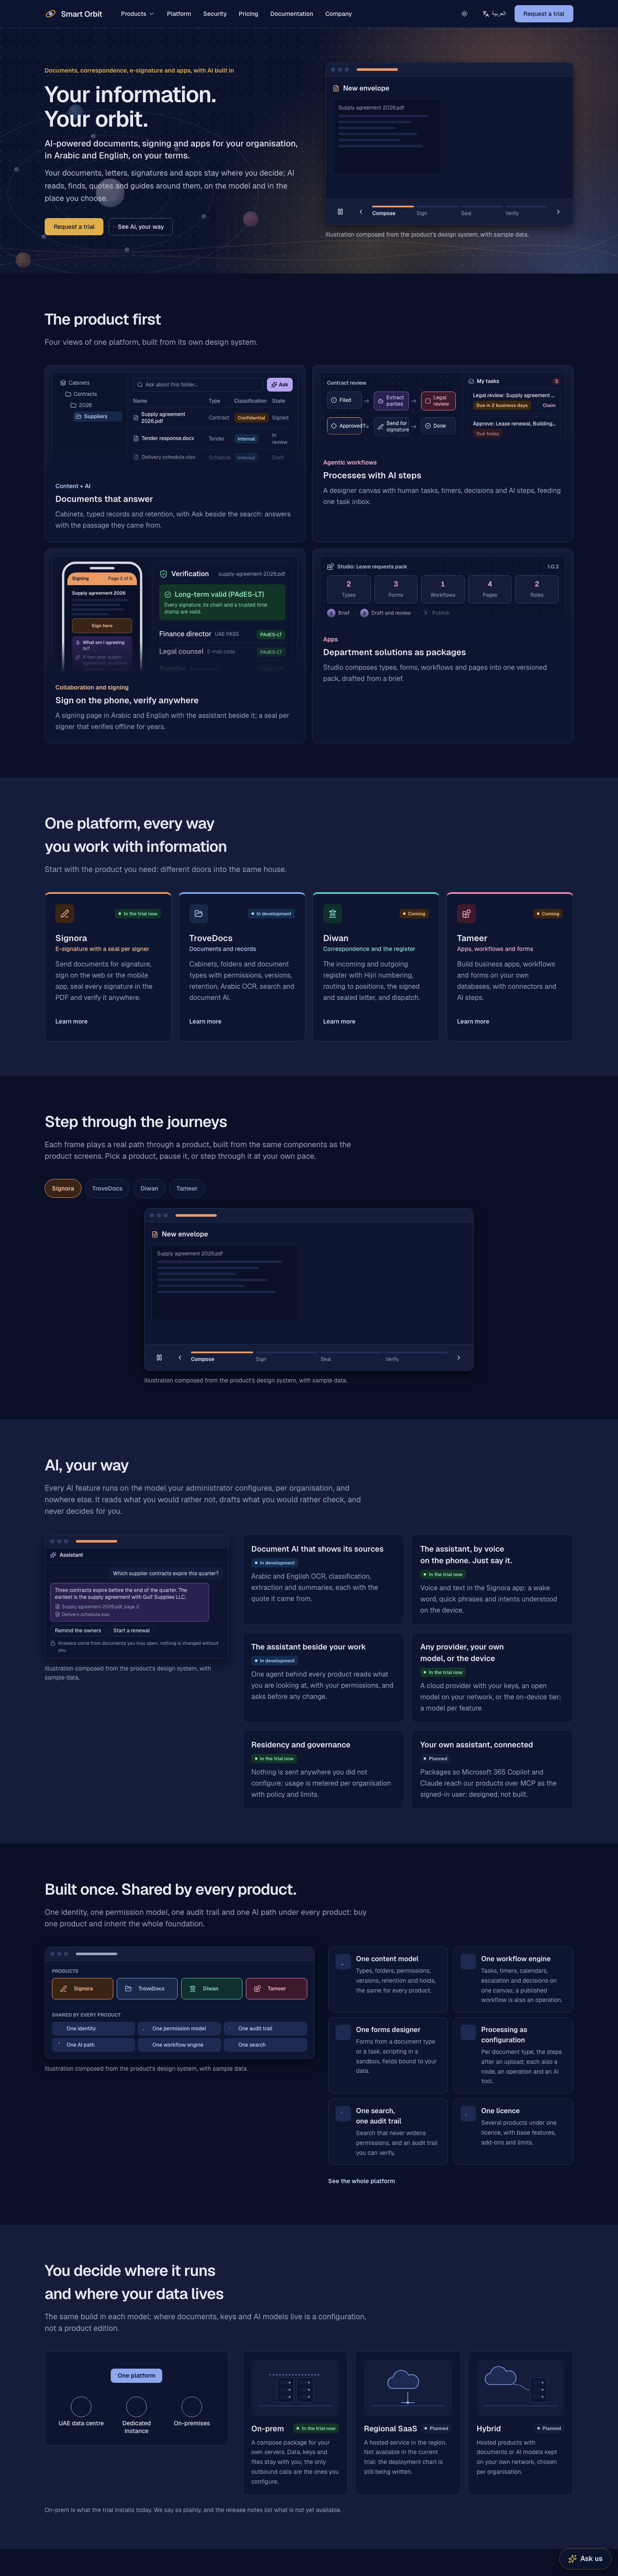 Smart Orbit
Products
Platform
Security
Pricing
Documentation
Company
العربية
Request a trial
Documents, correspondence, e-signature and apps, with AI built in
Your information.
Your orbit.
AI-powered documents, signing and apps for your organisation,
in Arabic and English, on your terms.
Your documents, letters, signatures and apps stay where you decide; AI
reads, finds, quotes and guides around them, on the model and in the
place you choose.
Request a trial
See AI, your way
New envelope
Supply agreement 2026.pdf
Compose
Sign
Seal
Verify
Illustration composed from the product's design system, with sample data.
The product first
Four views of one platform, built from its own design system.
Cabinets
Contracts
2026
Suppliers
Ask about this folder...
Ask
Name
Type
Classification
State
Supply agreement
2026.pdf
Contract
Confidential
Signed
Tender response.docx
Tender
Internal
In
review
Delivery schedule.xlsx
Schedule
Internal
Draft
Content + AI
Documents that answer
Cabinets, typed records and retention, with Ask beside the search: answers
with the passage they came from.
Contract review
Filed
Extract
parties
Legal
review
Approved?
Send for
signature
Done
My tasks
2
Legal review: Supply agreement ...
Due in 2 business days
Claim
Approve: Lease renewal, Building...
Due today
Agentic workflows
Processes with AI steps
A designer canvas with human tasks, timers, decisions and AI steps, feeding
one task inbox.
Signing
Page 2 of 6
Supply agreement 2026
Sign here
What am I agreeing
to?
A two-year supply
Verification
supply-agreement-2026.pdf
Long-term valid (PAdES-LT)
Every signature, its chain and a trusted time
stamp are valid.
Finance director
UAE PASS
PAdES-LT
Legal counsel
E-mail code
PAdES-LT
Collaboration and signing
Sign on the phone, verify anywhere
A signing page in Arabic and English with the assistant beside it; a seal per
signer that verifies offline for years.
Studio: Leave requests pack
1.0.3
2
Types
3
Forms
1
Workflows
4
Pages
2
Roles
1
Brief
2
Draft and review
3
Publish
Apps
Department solutions as packages
Studio composes types, forms, workflows and pages into one versioned
pack, drafted from a brief.
One platform, every way
you work with information
Start with the product you need: different doors into the same house.
In the trial now
Signora
E-signature with a seal per signer
Send documents for signature,
sign on the web or the mobile
app, seal every signature in the
PDF and verify it anywhere.
Learn more
In development
TroveDocs
Documents and records
Cabinets, folders and document
types with permissions, versions,
retention, Arabic OCR, search and
document AI.
Learn more
Coming
Diwan
Correspondence and the register
The incoming and outgoing
register with Hijri numbering,
routing to positions, the signed
and sealed letter, and dispatch.
Learn more
Coming
Tameer
Apps, workflows and forms
Build business apps, workflows
and forms on your own
databases, with connectors and
AI steps.
Learn more
Step through the journeys
Each frame plays a real path through a product, built from the same components as the
product screens. Pick a product, pause it, or step through it at your own pace.
Signora
TroveDocs
Diwan
Tameer
New envelope
Supply agreement 2026.pdf
Compose
Sign
Seal
Verify
Illustration composed from the product's design system, with sample data.
AI, your way
Every AI feature runs on the model your administrator configures, per organisation, and
nowhere else. It reads what you would rather not, drafts what you would rather check, and
never decides for you.
Assistant
Which supplier contracts expire this quarter?
Three contracts expire before the end of the quarter. The
earliest is the supply agreement with Gulf Supplies LLC.
Supply agreement 2026.pdf, page 2
Delivery schedule.xlsx
Remind the owners
Start a renewal
Answers come from documents you may open; nothing is changed without
you.
Illustration composed from the product's design system, with
sample data.
Document AI that shows its sources
In development
Arabic and English OCR, classification,
extraction and summaries, each with the
quote it came from.
The assistant, by voice
on the phone. Just say it.
In the trial now
Voice and text in the Signora app: a wake
word, quick phrases and intents understood
on the device.
The assistant beside your work
In development
One agent behind every product reads what
you are looking at, with your permissions, and
asks before any change.
Any provider, your own
model, or the device
In the trial now
A cloud provider with your keys, an open
model on your network, or the on-device tier;
a model per feature.
Residency and governance
In the trial now
Nothing is sent anywhere you did not
configure; usage is metered per organisation
with policy and limits.
Your own assistant, connected
Planned
Packages so Microsoft 365 Copilot and
Claude reach our products over MCP as the
signed-in user: designed, not built.
Built once. Shared by every product.
One identity, one permission model, one audit trail and one AI path under every product: buy
one product and inherit the whole foundation.
PRODUCTS
Signora
TroveDocs
Diwan
Tameer
SHARED BY EVERY PRODUCT
One identity
One permission model
One audit trail
One AI path
One workflow engine
One search
Illustration composed from the product's design system, with sample data.
One content model
Types, folders, permissions,
versions, retention and holds,
the same for every product.
One workflow engine
Tasks, timers, calendars,
escalation and decisions on
one canvas; a published
workflow is also an operation.
One forms designer
Forms from a document type
or a task, scripting in a
sandbox, fields bound to your
data.
Processing as
configuration
Per document type, the steps
after an upload; each also a
node, an operation and an AI
tool.
One search,
one audit trail
Search that never widens
permissions, and an audit trail
you can verify.
One licence
Several products under one
licence, with base features,
add-ons and limits.
See the whole platform
You decide where it runs
and where your data lives
The same build in each model; where documents, keys and AI models live is a configuration,
not a product edition.
One platform
UAE data centre
Dedicated
instance
On-premises
On-prem
In the trial now
A compose package for your
own servers. Data, keys and
files stay with you; the only
outbound calls are the ones you
configure.
Regional SaaS
Planned
A hosted service in the region.
Not available in the current
trial: the deployment chart is
still being written.
Hybrid
Planned
Hosted products with
documents or AI models kept
on your own network, chosen
per organisation.
On-prem is what the trial installs today. We say so plainly, and the release notes list what is not yet available.
Ask us